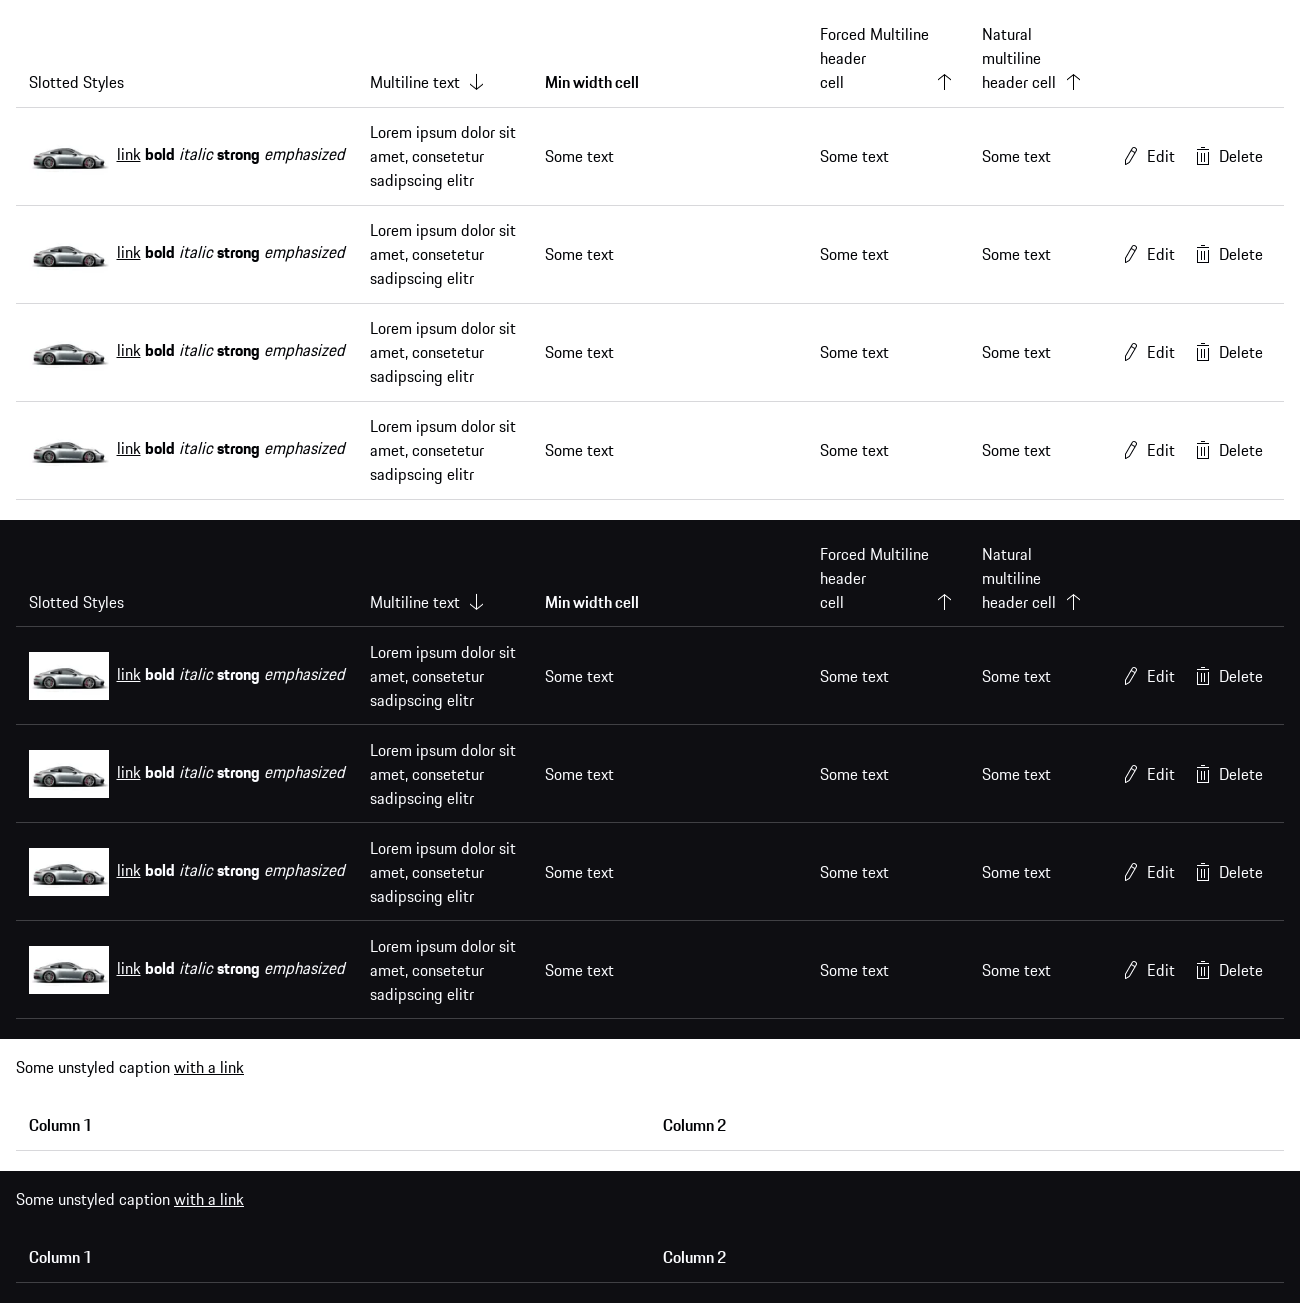 Slotted Styles
Multiline text
Min width cell
Forced Multiline
header
cell
Natural
multiline
header cell
link bold italic strong emphasized
Lorem ipsum dolor sit
amet, consetetur
sadipscing elitr
Some text
Some text
Some text
Edit
Delete
link bold italic strong emphasized
Lorem ipsum dolor sit
amet, consetetur
sadipscing elitr
Some text
Some text
Some text
Edit
Delete
link bold italic strong emphasized
Lorem ipsum dolor sit
amet, consetetur
sadipscing elitr
Some text
Some text
Some text
Edit
Delete
link bold italic strong emphasized
Lorem ipsum dolor sit
amet, consetetur
sadipscing elitr
Some text
Some text
Some text
Edit
Delete
Slotted Styles
Multiline text
Min width cell
Forced Multiline
header
cell
Natural
multiline
header cell
link bold italic strong emphasized
Lorem ipsum dolor sit
amet, consetetur
sadipscing elitr
Some text
Some text
Some text
Edit
Delete
link bold italic strong emphasized
Lorem ipsum dolor sit
amet, consetetur
sadipscing elitr
Some text
Some text
Some text
Edit
Delete
link bold italic strong emphasized
Lorem ipsum dolor sit
amet, consetetur
sadipscing elitr
Some text
Some text
Some text
Edit
Delete
link bold italic strong emphasized
Lorem ipsum dolor sit
amet, consetetur
sadipscing elitr
Some text
Some text
Some text
Edit
Delete
Some unstyled caption with a link
Column 1
Column 2
Some unstyled caption with a link
Column 1
Column 2